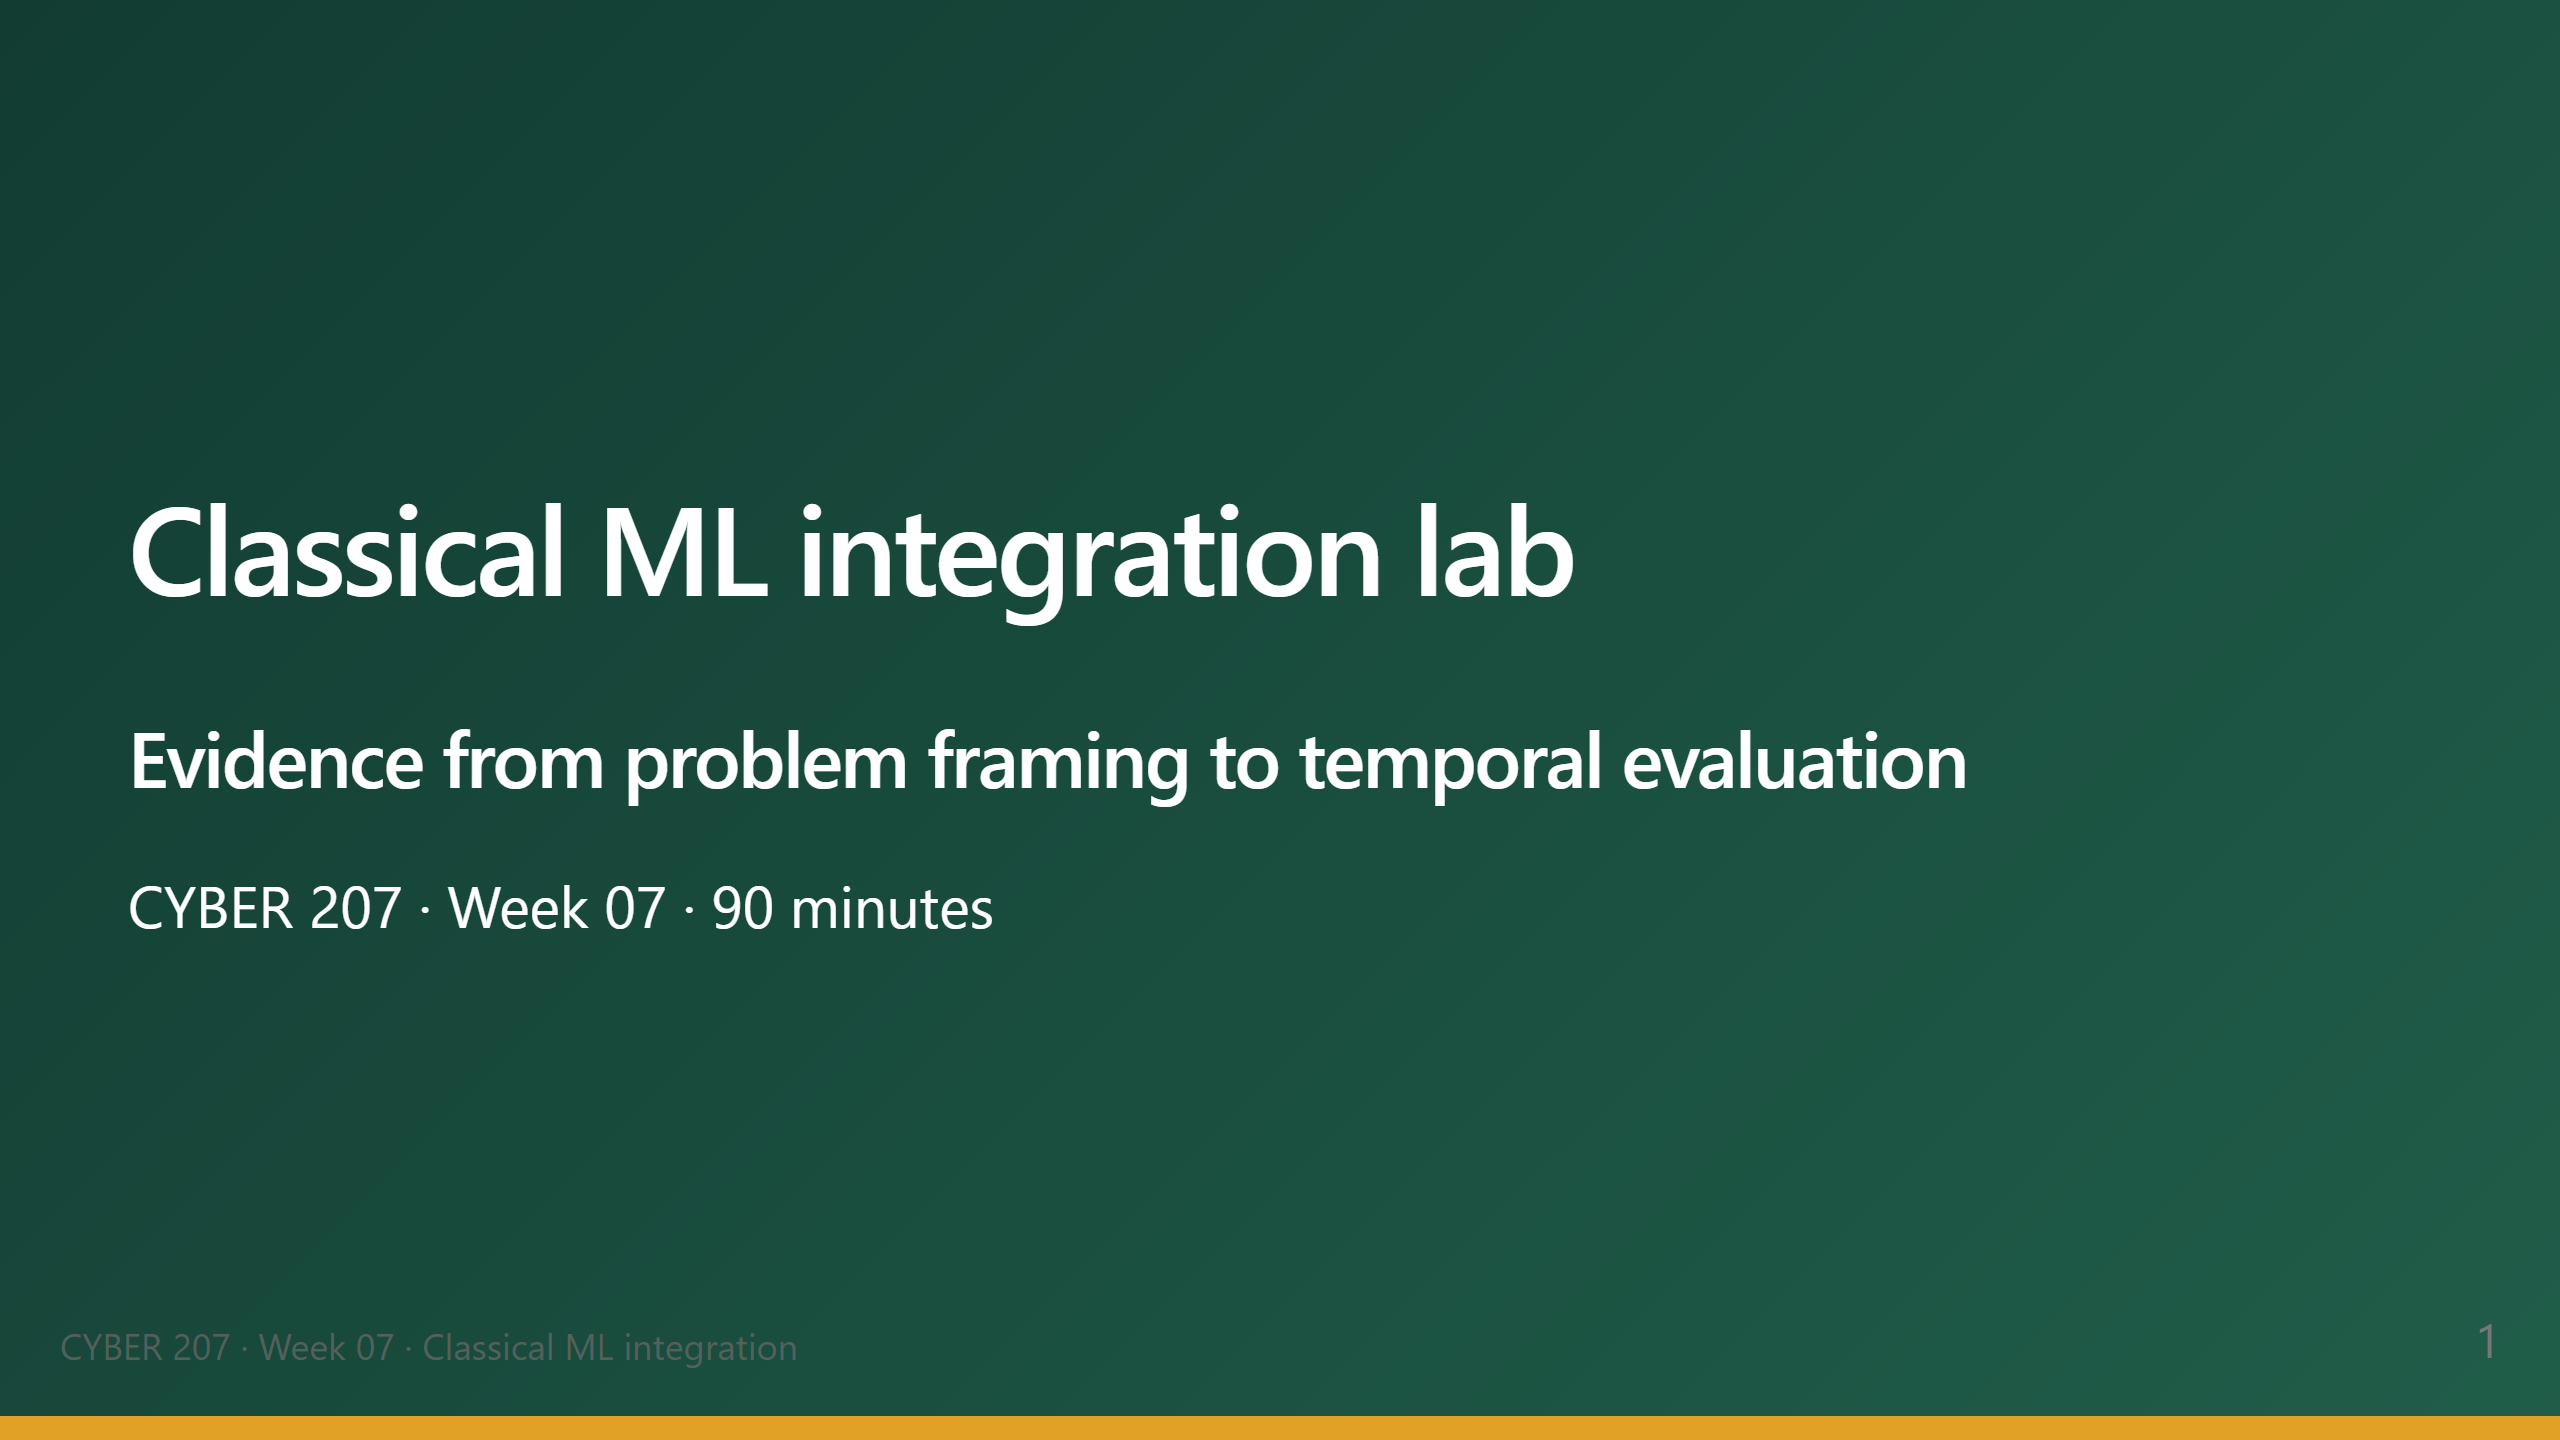 Classical ML integration lab
Evidence from problem framing to temporal evaluation
CYBER 207 · Week 07 · 90 minutes
CYBER 207 · Week 07 · Classical ML integration
1